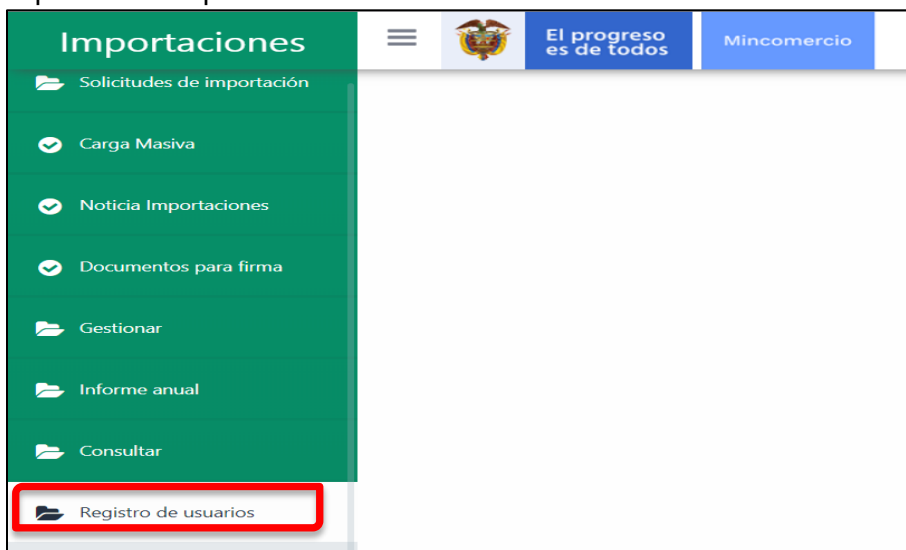 Importaciones
El progreso
es de todos
Mincomercio
Solicitudes de importación
Carga Masiva
Noticia Importaciones
Documentos para firma
Gestionar
Informe anual
Consultar
Registro de usuarios